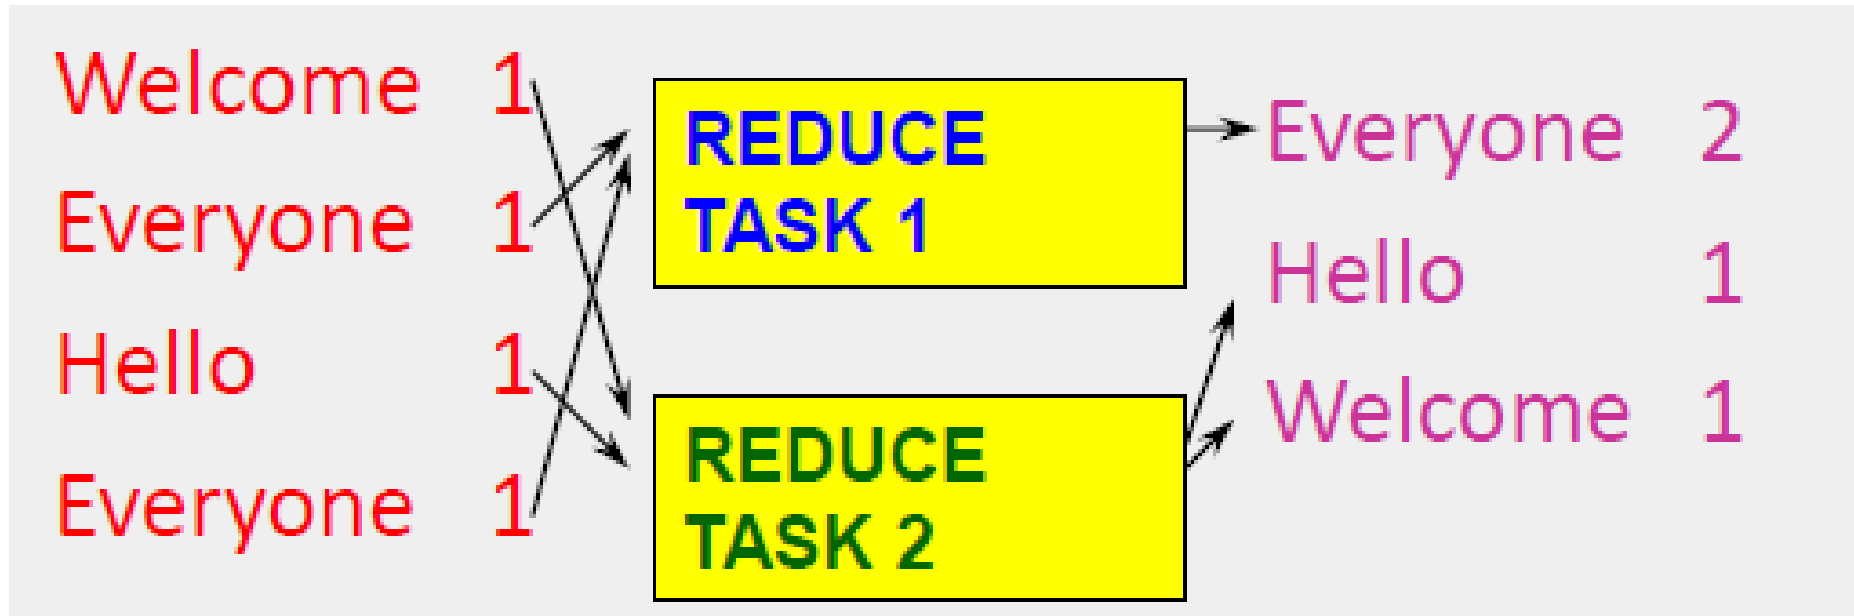 Welcome 1
Everyone 1
Hello 1
Everyone 1
REDUCE
TASK 1
REDUCE
TASK 2
Everyone 2
Hello 1
Welcome 1